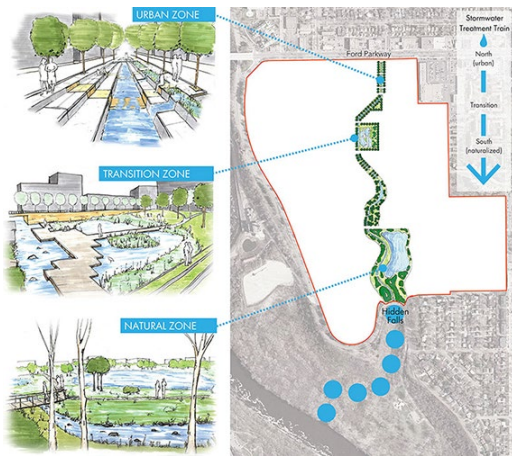 URBAN ZONE
TRANSITION ZONE
NATURAL ZONE
Ford Parkway
Hidden
Falls
Stormwater
Treatment Train
North
(urban)
Transition
South
(naturalized)